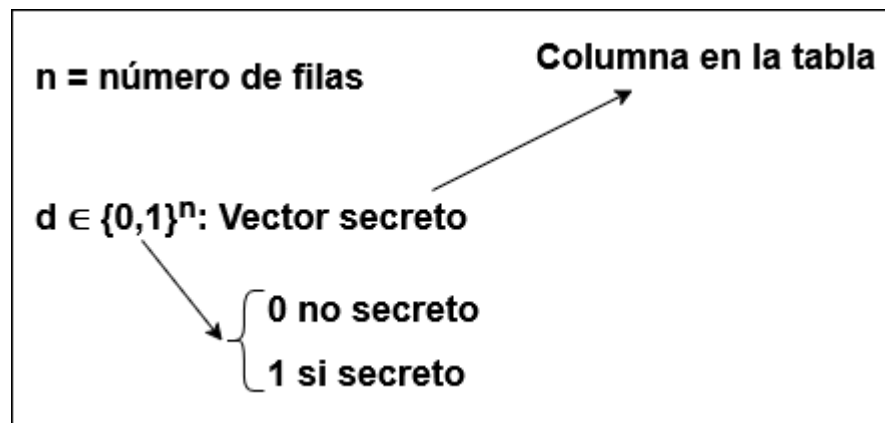 n = número de filas
Columna en la tabla
d ∈ {0,1}ⁿ: Vector secreto
0 no secreto
1 si secreto